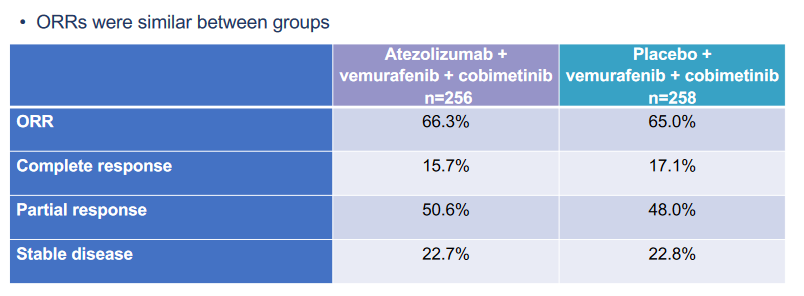 • ORRs were similar between groups
Atezolizumab +
vemurafenib + cobimetinib
n=256
Placebo +
vemurafenib + cobimetinib
n=258
ORR 66.3% 65.0%
Complete response 15.7% 17.1%
Partial response 50.6% 48.0%
Stable disease 22.7% 22.8%